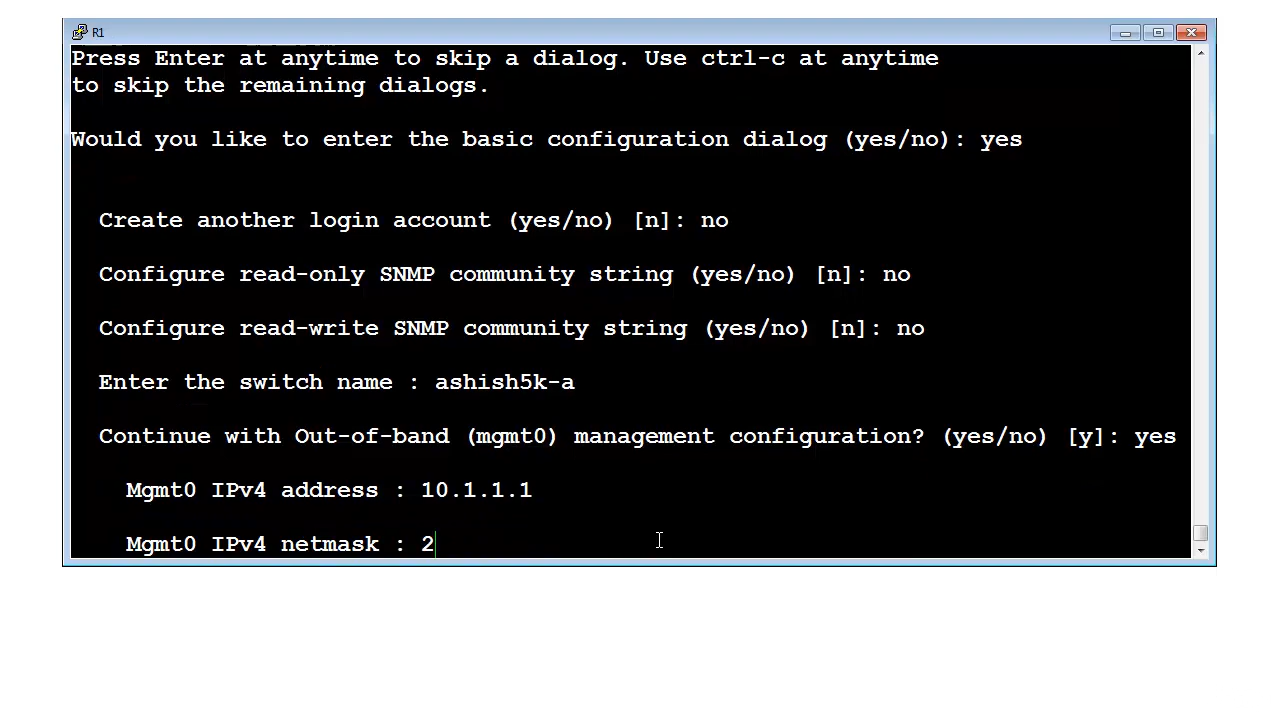 R1
Press Enter at anytime to skip a dialog. Use ctrl-c at anytime
to skip the remaining dialogs.
Would you like to enter the basic configuration dialog (yes/no): yes
Create another login account (yes/no) [n]: no
Configure read-only SNMP community string (yes/no) [n]: no
Configure read-write SNMP community string (yes/no) [n]: no
Enter the switch name : ashish5k-a
Continue with Out-of-band (mgmt0) management configuration? (yes/no) [y]: yes
Mgmt0 IPv4 address : 10.1.1.1
Mgmt0 IPv4 netmask : 2